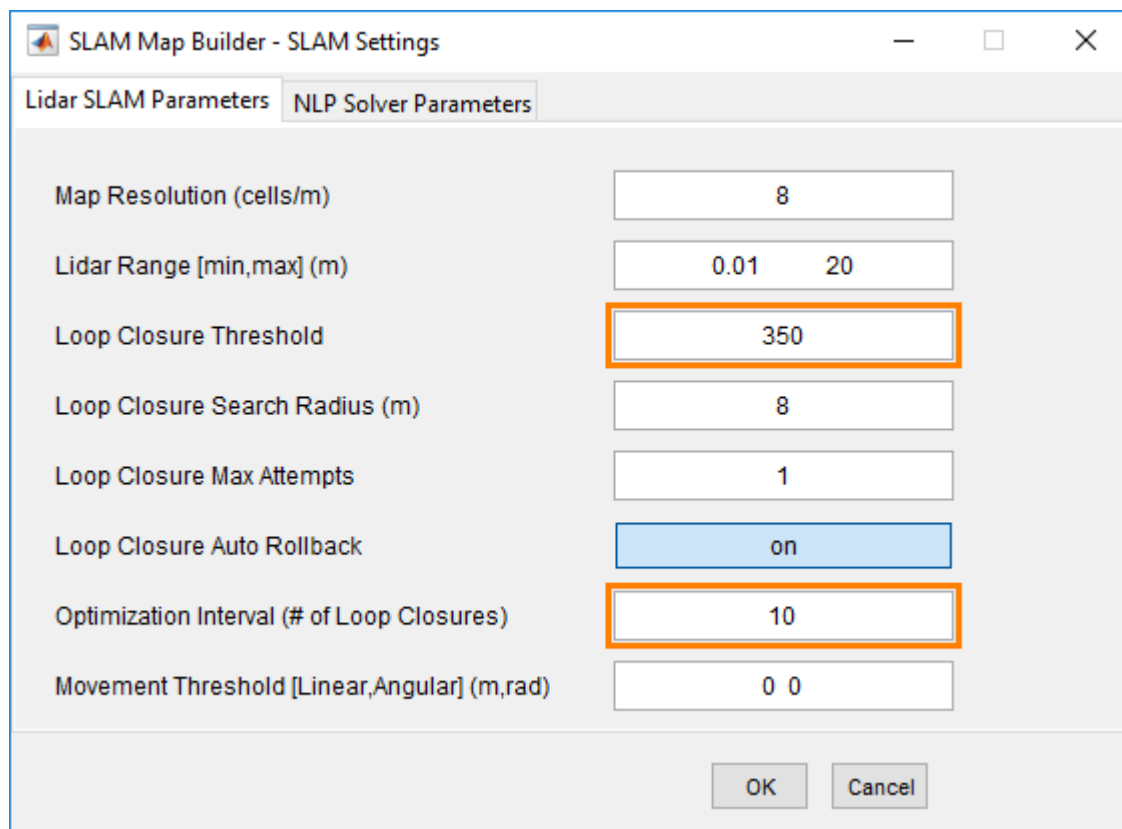 SLAM Map Builder - SLAM Settings
Lidar SLAM Parameters NLP Solver Parameters
Map Resolution (cells/m) 8
Lidar Range [min,max] (m) 0.01 20
Loop Closure Threshold 350
Loop Closure Search Radius (m) 8
Loop Closure Max Attempts 1
Loop Closure Auto Rollback on
Optimization Interval (# of Loop Closures) 10
Movement Threshold [Linear,Angular] (m,rad) 0 0
OK Cancel